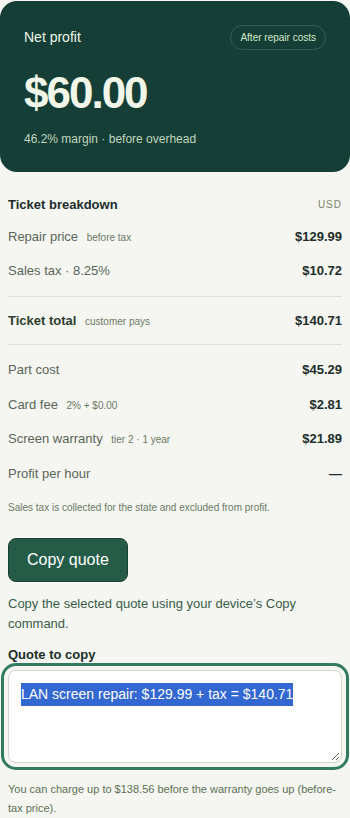 Net profit After repair costs
$60.00
46.2% margin · before overhead
Ticket breakdown USD
Repair price before tax $129.99
Sales tax · 8.25% $10.72
Ticket total customer pays $140.71
Part cost $45.29
Card fee 2% + $0.00 $2.81
Screen warranty tier 2 · 1 year $21.89
Profit per hour —
Sales tax is collected for the state and excluded from profit.
Copy quote
Copy the selected quote using your device’s Copy
command.
Quote to copy
LAN screen repair: $129.99 + tax = $140.71
You can charge up to $138.56 before the warranty goes up (before-
tax price).